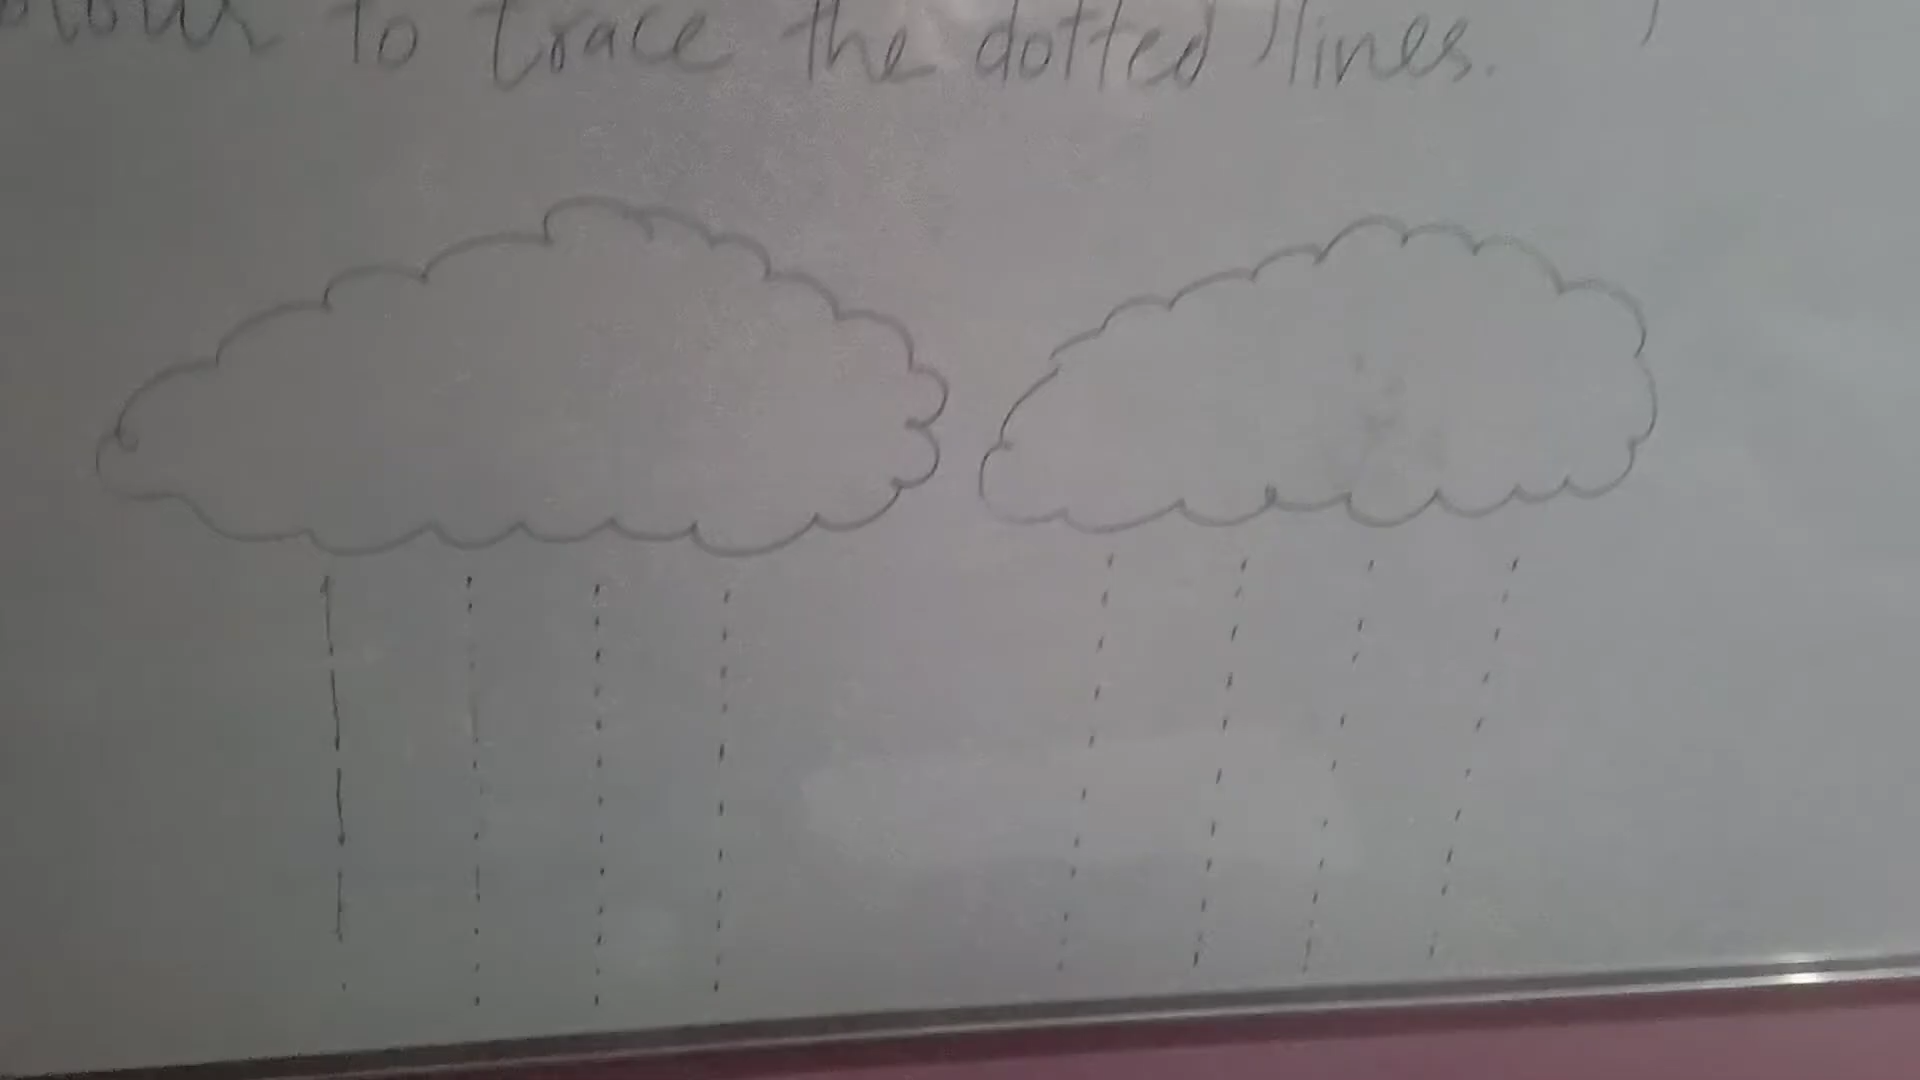 to trace the dotted lines.